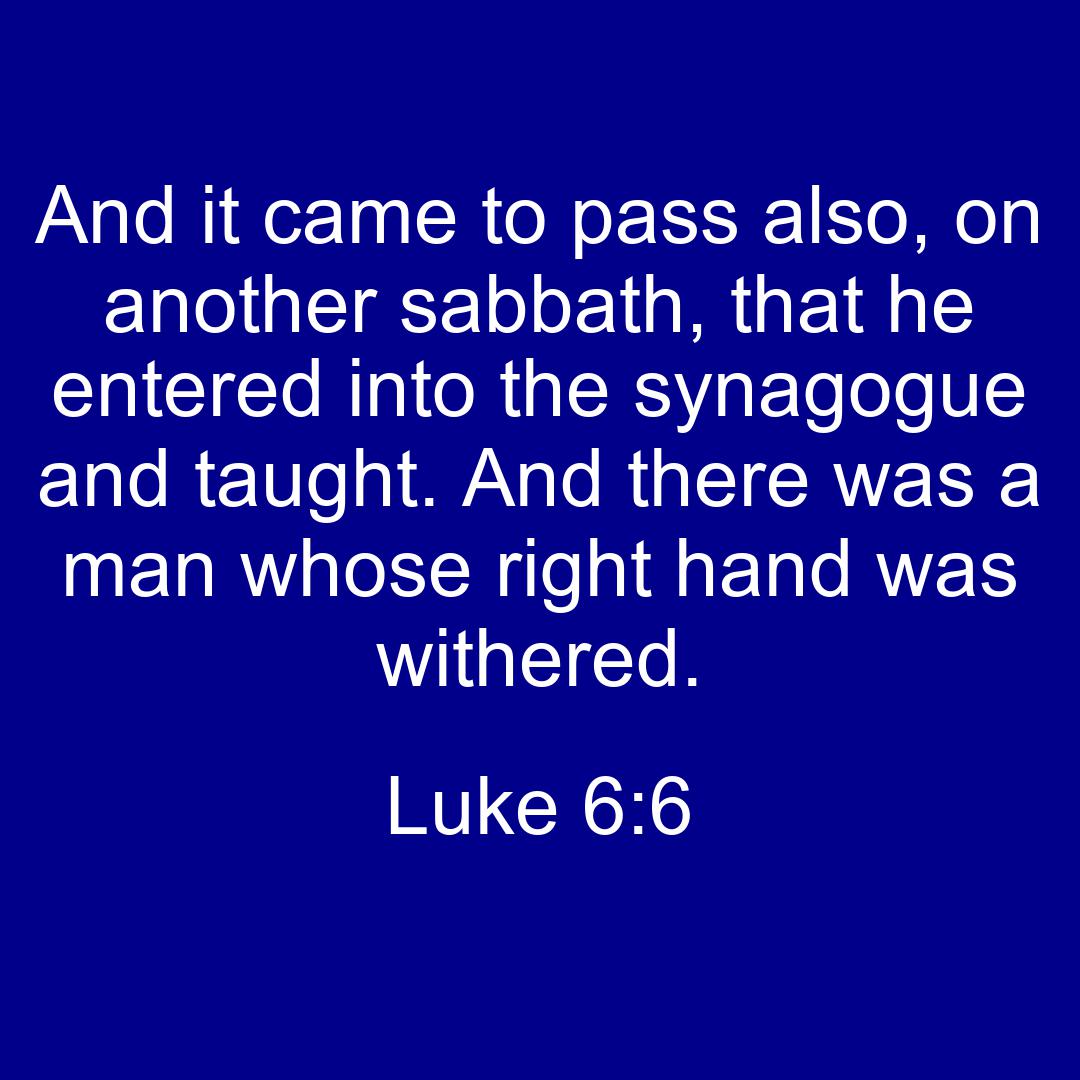 And it came to pass also, on
another sabbath, that he
entered into the synagogue
and taught. And there was a
man whose right hand was
withered.
Luke 6:6